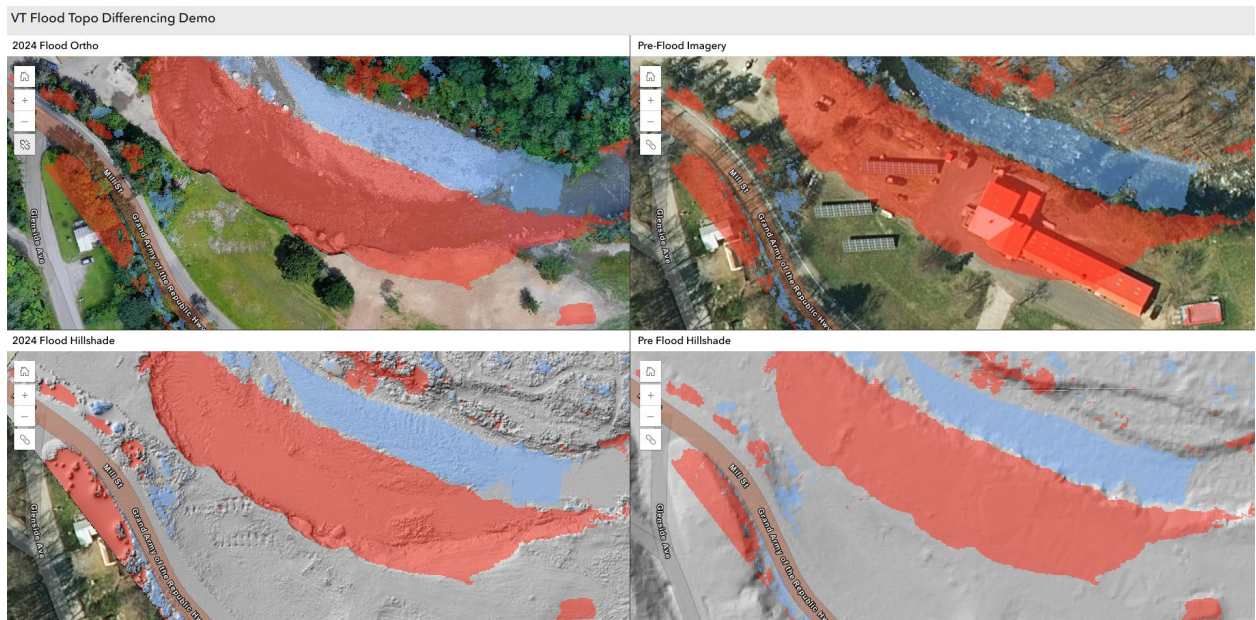 VT Flood Topo Differencing Demo
2024 Flood Ortho
Pre-Flood Imagery
Mill St
Glenside Ave
Grand Army of the Republic Hwy
Mill St
Grand Army of the Republic Hwy
2024 Flood Hillshade
Pre Flood Hillshade
Mill St
Glenside Ave
Grand Army of the Republic Hwy
Mill St
Glenside Ave
Grand Army of the Republic Hwy